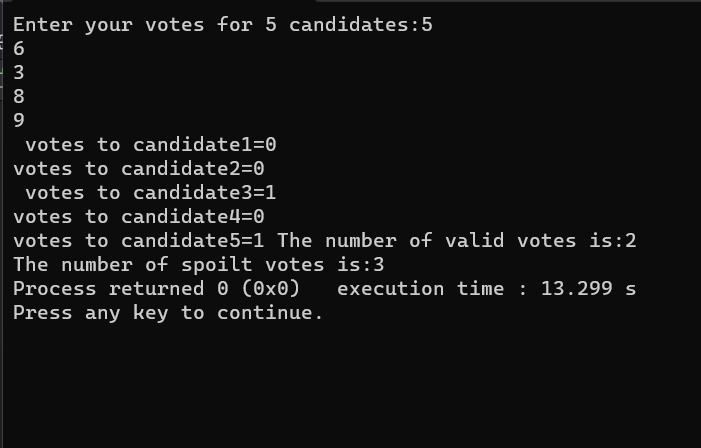 Enter your votes for 5 candidates:5
6
3
8
9
 votes to candidate1=0
votes to candidate2=0
 votes to candidate3=1
votes to candidate4=0
votes to candidate5=1 The number of valid votes is:2
The number of spoilt votes is:3
Process returned 0 (0x0)   execution time : 13.299 s
Press any key to continue.